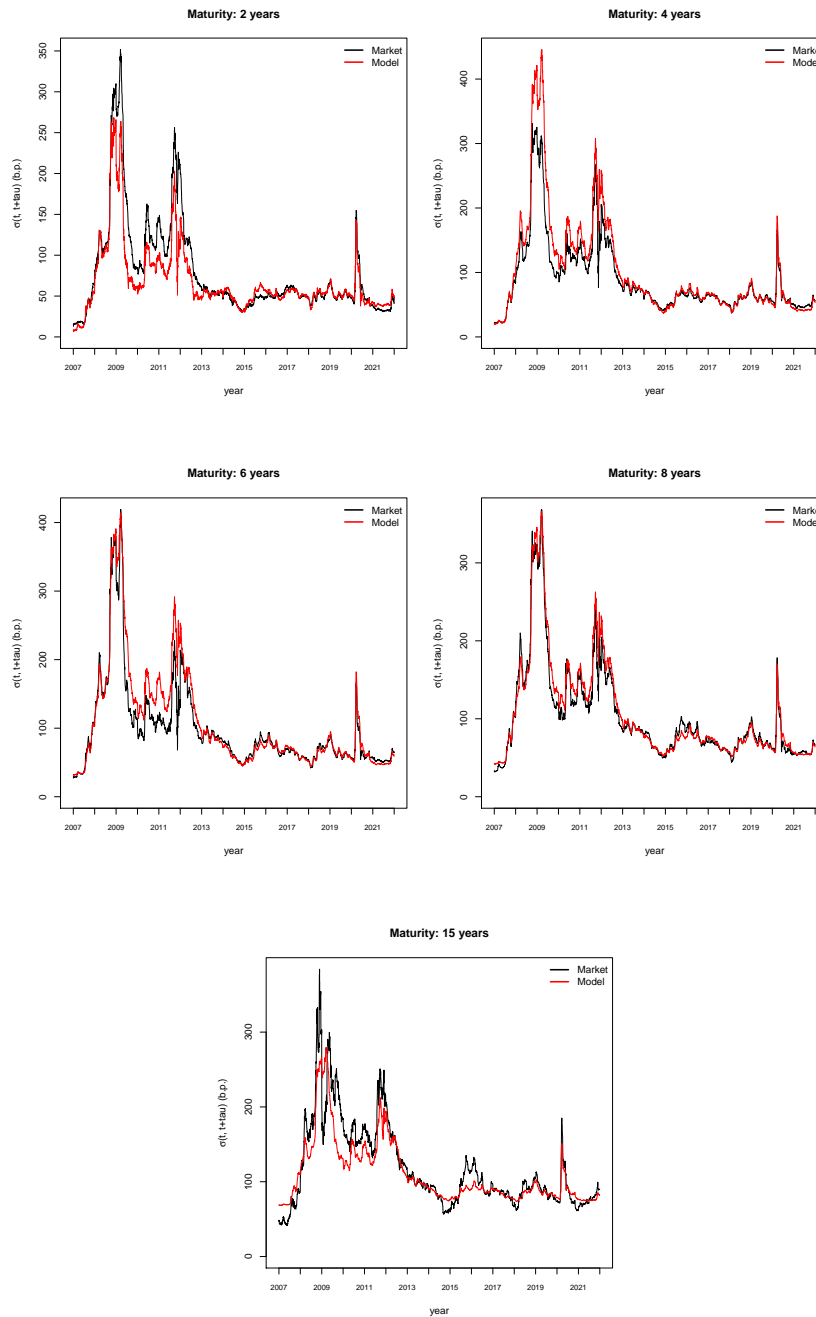 Maturity: 2 years
Market
Model
σ(t, t+tau) (b.p.)
350
300
250
200
150
100
50
0
2007 2009 2011 2013 2015 2017 2019 2021
year
Maturity: 4 years
Market
Model
σ(t, t+tau) (b.p.)
400
300
200
100
0
2007 2009 2011 2013 2015 2017 2019 2021
year
Maturity: 6 years
Market
Model
σ(t, t+tau) (b.p.)
400
300
200
100
0
2007 2009 2011 2013 2015 2017 2019 2021
year
Maturity: 8 years
Market
Model
σ(t, t+tau) (b.p.)
300
200
100
0
2007 2009 2011 2013 2015 2017 2019 2021
year
Maturity: 15 years
Market
Model
σ(t, t+tau) (b.p.)
300
200
100
0
2007 2009 2011 2013 2015 2017 2019 2021
year